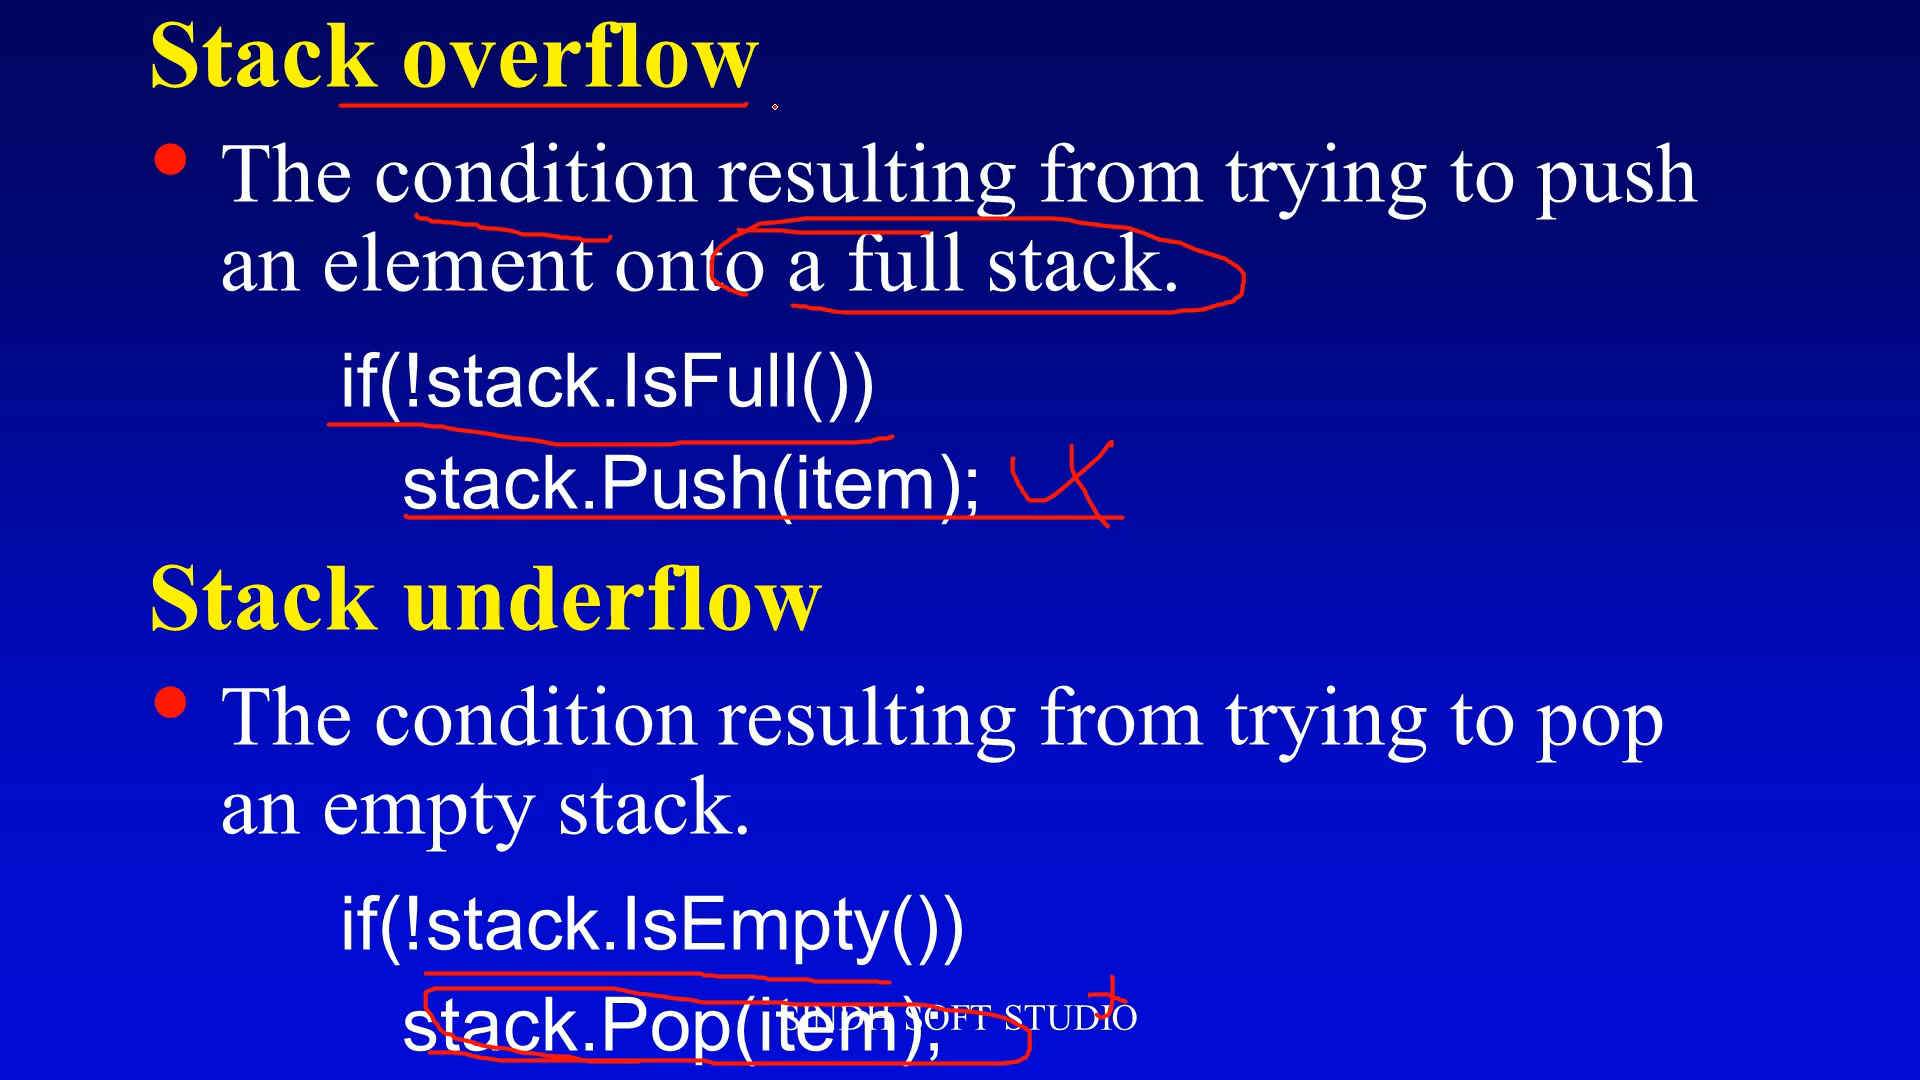 Stack overflow
The condition resulting from trying to push
an element onto a full stack.
if(!stack.IsFull())
stack.Push(item);
Stack underflow
The condition resulting from trying to pop
an empty stack.
if(!stack.IsEmpty())
stack.Pop(item);
SINDH SOFT STUDIO